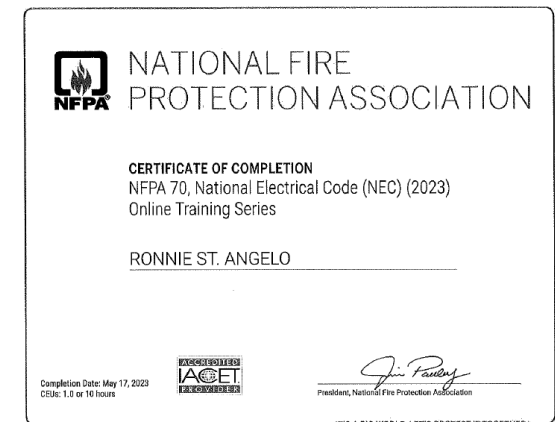 NATIONAL FIRE
PROTECTION ASSOCIATION
NFPA®
CERTIFICATE OF COMPLETION
NFPA 70, National Electrical Code (NEC) (2023)
Online Training Series
RONNIE ST. ANGELO
Completion Date: May 17, 2023
CEUs: 1.0 or 10 hours
ACCREDITED
IACET
PROVIDER
Jim Pauley
President, National Fire Protection Association